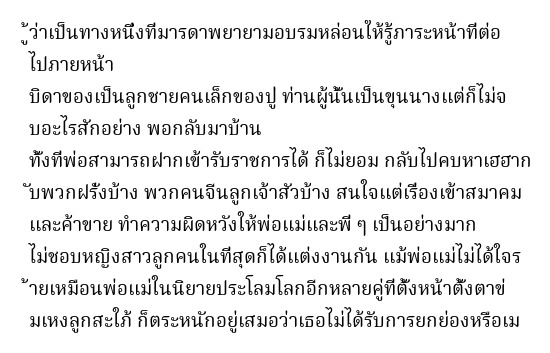 ู้ว่าเป็นทางหนึ่งที่มารดาพยายามอบรมหล่อนให้รู้ภาระหน้าที่ต่อ
ไปภายหน้า
บิดาของเป็นลูกชายคนเล็กของปู่ ท่านผู้นั้นเป็นขุนนางแต่ก็ไม่จ
บอะไรสักอย่าง พอกลับมาบ้าน
ทั้งที่พ่อสามารถฝากเข้ารับราชการได้ ก็ไม่ยอม กลับไปคบหาเฮฮาก
ับพวกฝรั่งบ้าง พวกคนจีนลูกเจ้าสัวบ้าง สนใจแต่เรื่องเข้าสมาคม
และค้าขาย ทำความผิดหวังให้พ่อแม่และพี่ ๆ เป็นอย่างมาก
ไม่ชอบหญิงสาวลูกคนในที่สุดก็ได้แต่งงานกัน แม้พ่อแม่ไม่ได้ใจร
้ายเหมือนพ่อแม่ในนิยายประโลมโลกอีกหลายคู่ที่ตั้งหน้าตั้งตาข่
มเหงลูกสะใภ้ ก็ตระหนักอยู่เสมอว่าเธอไม่ได้รับการยกย่องหรือเม